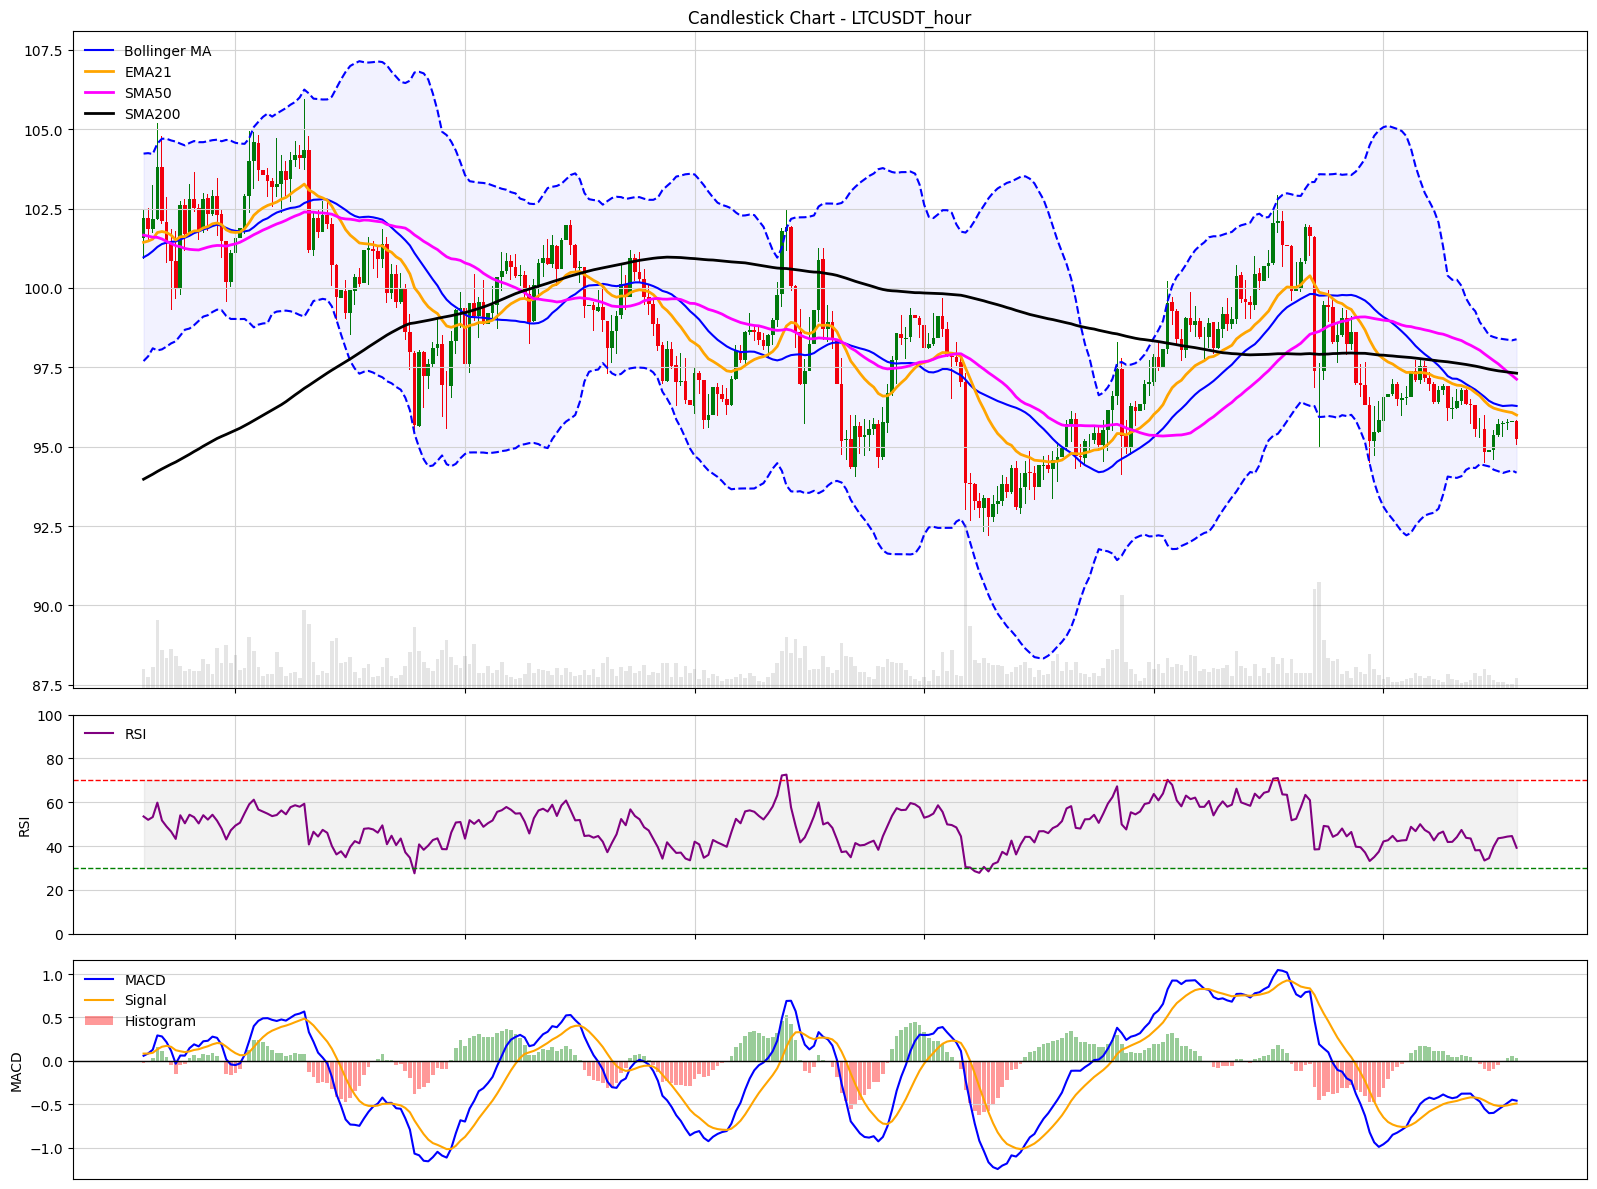 Candlestick Chart - LTCUSDT_hour
Bollinger MA
EMA21
SMA50
SMA200
107.5
105.0
102.5
100.0
97.5
95.0
92.5
90.0
87.5
RSI
RSI
100
80
60
40
20
0
MACD
Signal
Histogram
MACD
1.0
0.5
0.0
−0.5
−1.0